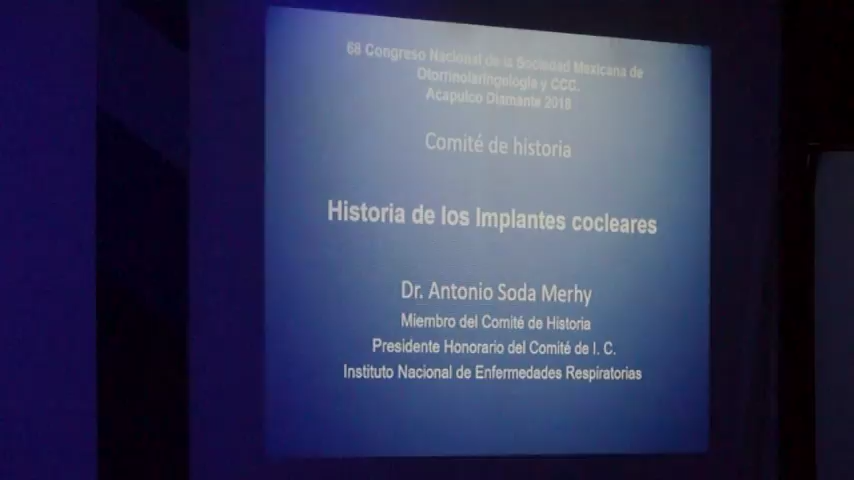 68 Congreso Nacional de la Sociedad Mexicana de
Otorrinolaringología y CCC.
Acapulco Diamante 2018
Comité de historia
Historia de los Implantes cocleares
Dr. Antonio Soda Merhy
Miembro del Comité de Historia
Presidente Honorario del Comité de I. C.
Instituto Nacional de Enfermedades Respiratorias